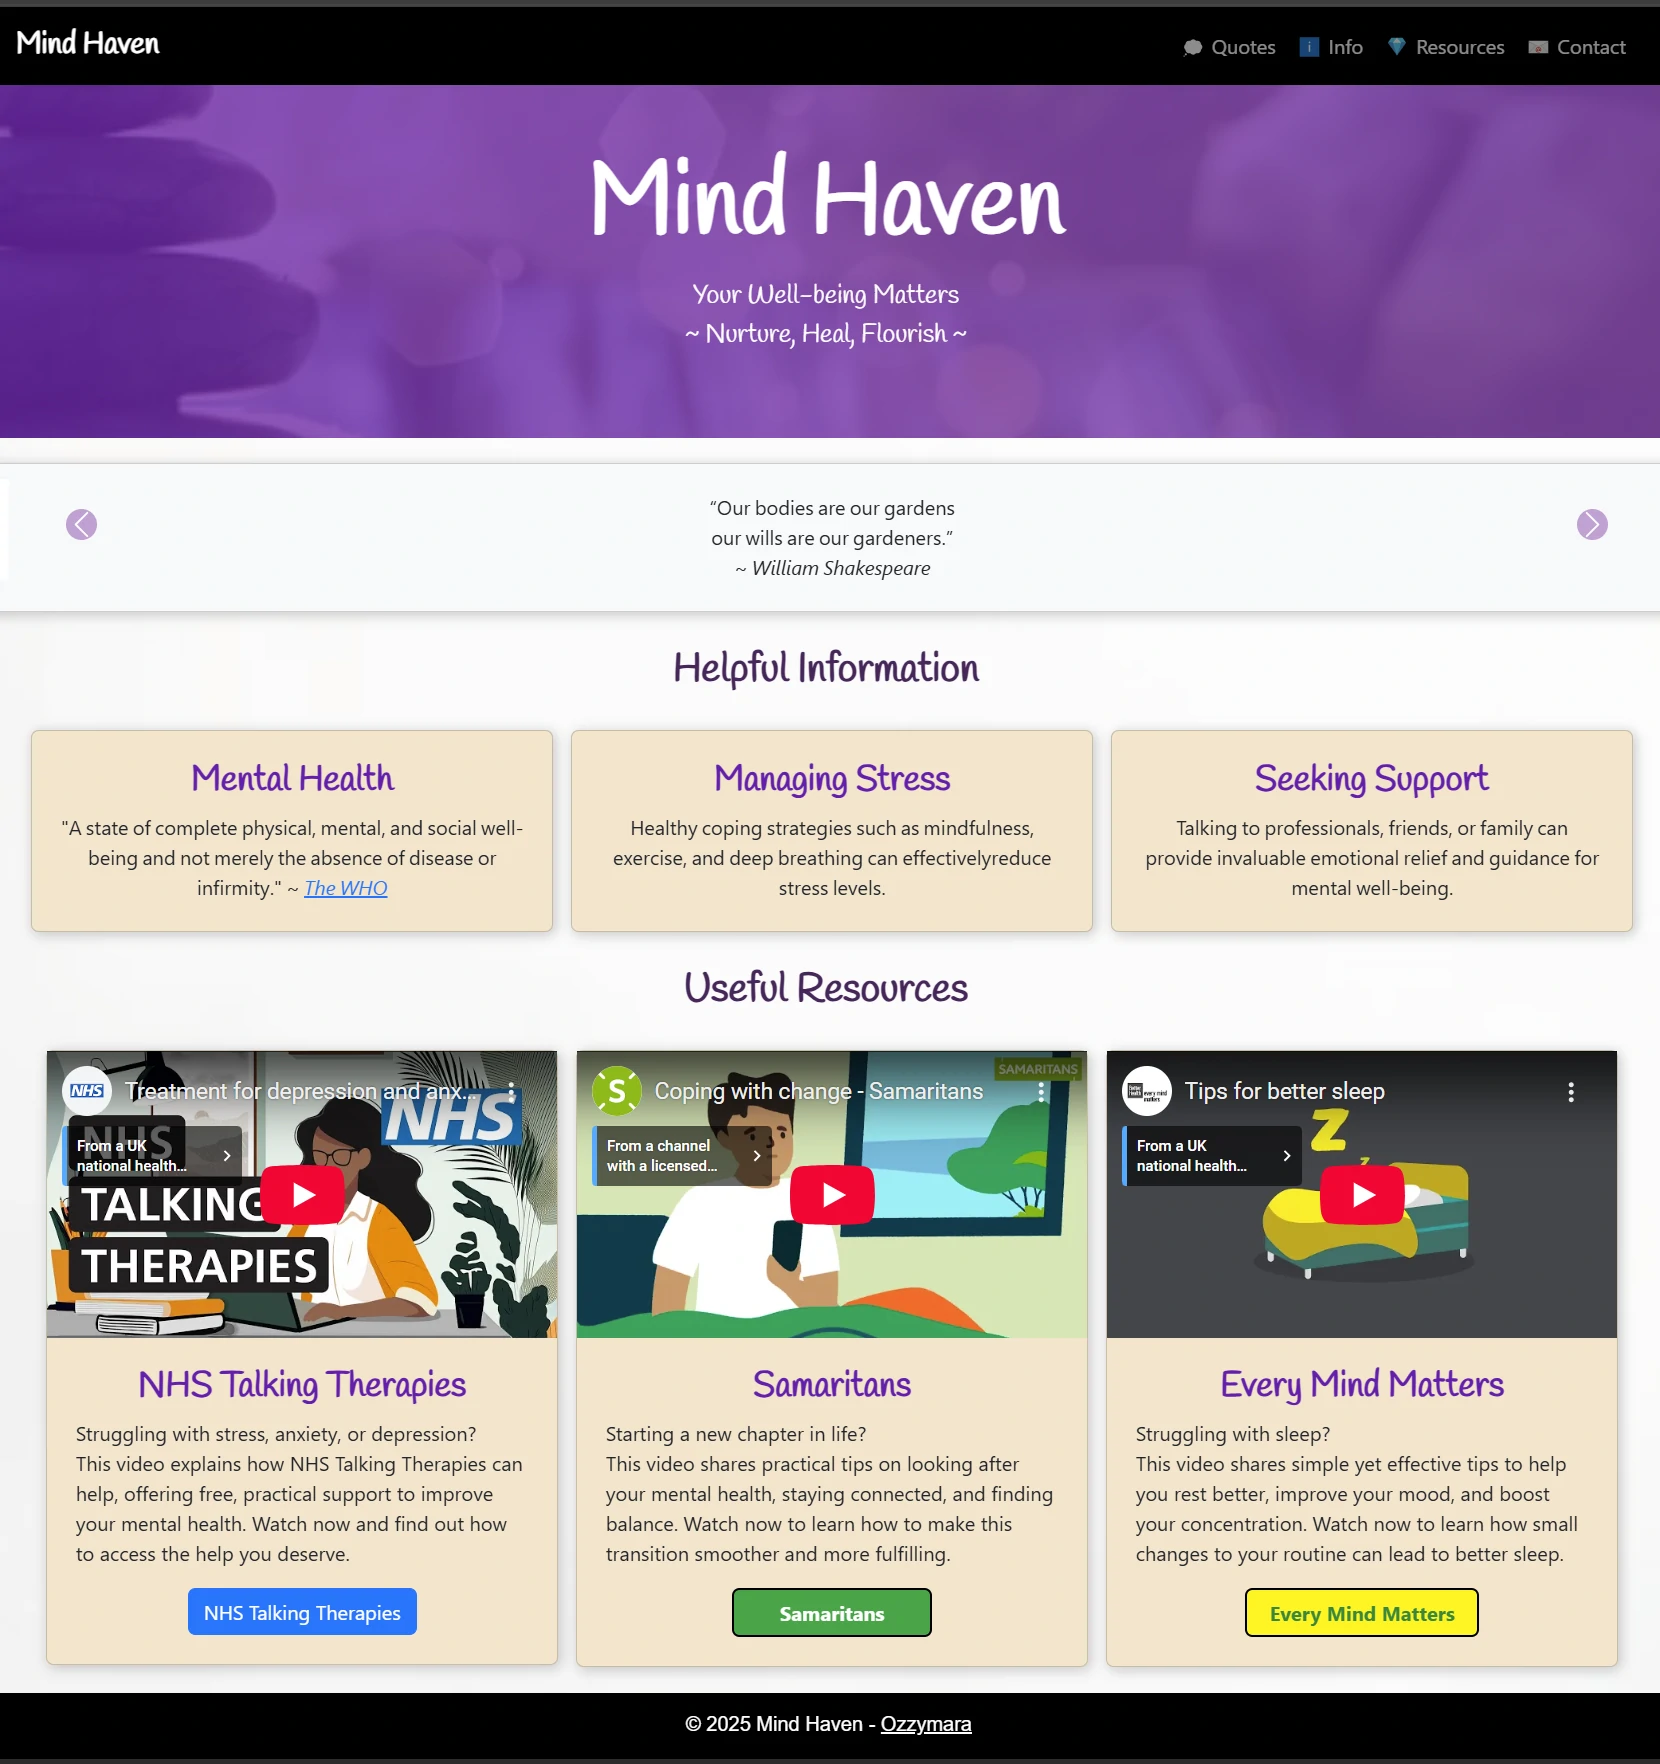 Mind Haven
Quotes
Info
Resources
Contact
Mind Haven
Your Well-being Matters
~ Nurture, Heal, Flourish ~
“Our bodies are our gardens
our wills are our gardeners.”
~ William Shakespeare
Helpful Information
Mental Health
"A state of complete physical, mental, and social well-
being and not merely the absence of disease or
infirmity." ~ The WHO
Managing Stress
Healthy coping strategies such as mindfulness,
exercise, and deep breathing can effectivelyreduce
stress levels.
Seeking Support
Talking to professionals, friends, or family can
provide invaluable emotional relief and guidance for
mental well-being.
Useful Resources
NHS
Treatment for depression and anx...
NHS
NHS
From a UK
national health...
TALKING
THERAPIES
S
Coping with change - Samaritans
SAMARITANS
From a channel
with a licensed...
every mind
matters
Tips for better sleep
Z
z
From a UK
national health...
NHS Talking Therapies
Struggling with stress, anxiety, or depression?
This video explains how NHS Talking Therapies can
help, offering free, practical support to improve
your mental health. Watch now and find out how
to access the help you deserve.
NHS Talking Therapies
Samaritans
Starting a new chapter in life?
This video shares practical tips on looking after
your mental health, staying connected, and finding
balance. Watch now to learn how to make this
transition smoother and more fulfilling.
Samaritans
Every Mind Matters
Struggling with sleep?
This video shares simple yet effective tips to help
you rest better, improve your mood, and boost
your concentration. Watch now to learn how small
changes to your routine can lead to better sleep.
Every Mind Matters
© 2025 Mind Haven - Ozzymara